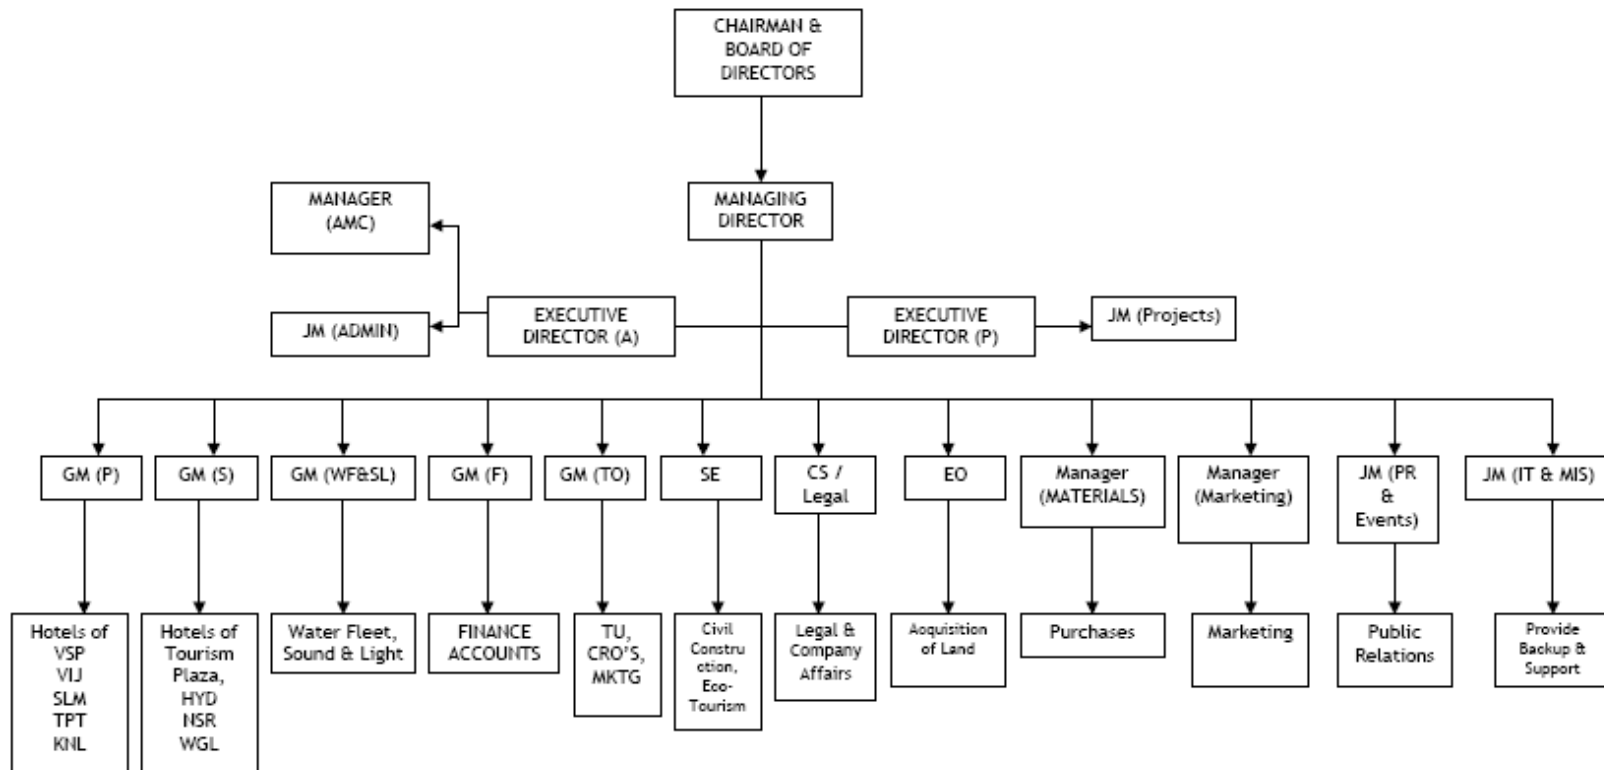 CHAIRMAN &
BOARD OF
DIRECTORS
MANAGER
(AMC)
MANAGING
DIRECTOR
JM (ADMIN)
EXECUTIVE
DIRECTOR (A)
EXECUTIVE
DIRECTOR (P)
JM (Projects)
GM (P)
GM (S)
GM (WF&SL)
GM (F)
GM (TO)
SE
CS /
Legal
EO
Manager
(MATERIALS)
Manager
(Marketing)
JM (PR
&
Events)
JM (IT & MIS)
Hotels of
VSP
VIJ
SLM
TPT
KNL
Hotels of
Tourism
Plaza,
HYD
NSR
WGL
Water Fleet,
Sound & Light
FINANCE
ACCOUNTS
TU,
CRO'S,
MKTG
Civil
Constru
ction,
Eco-
Tourism
Legal &
Company
Affairs
Acquisition
of Land
Purchases
Marketing
Public
Relations
Provide
Backup &
Support